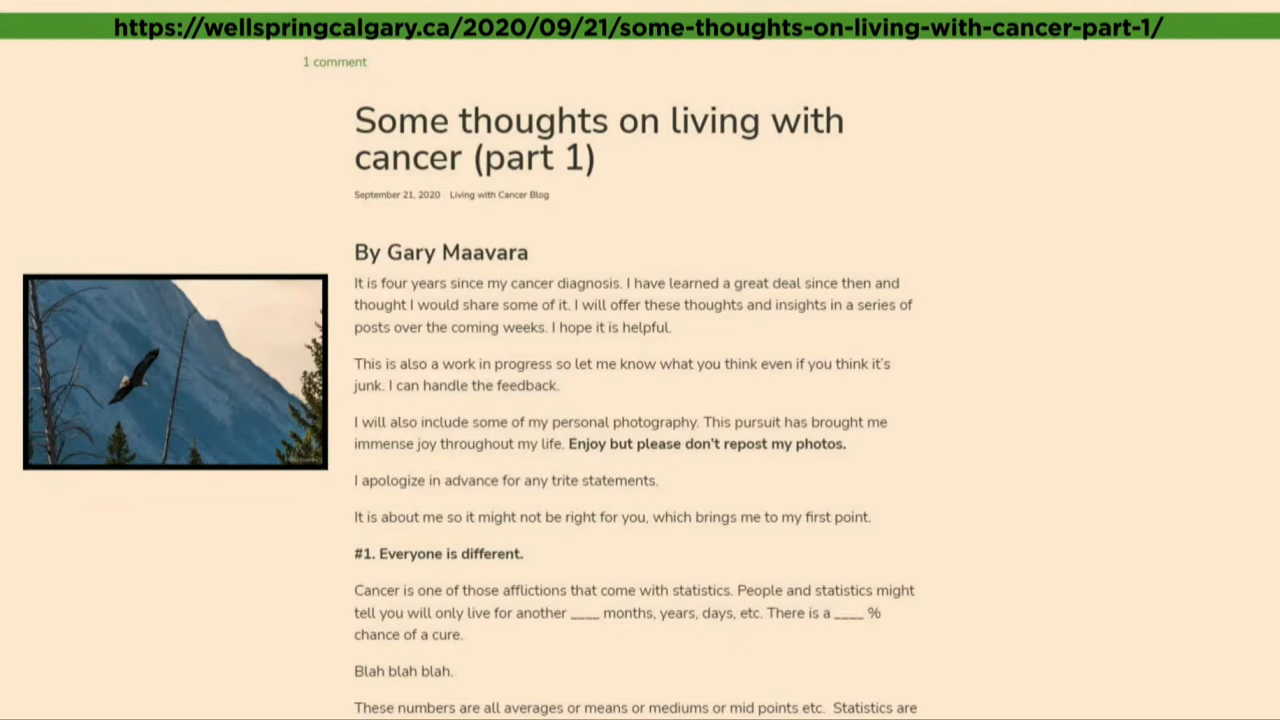 https://wellspringcalgary.ca/2020/09/21/some-thoughts-on-living-with-cancer-part-1/
1 comment
Some thoughts on living with
cancer (part 1)
September 21, 2020 Living with Cancer Blog
By Gary Maavara
It is four years since my cancer diagnosis. I have learned a great deal since then and
thought I would share some of it. I will offer these thoughts and insights in a series of
posts over the coming weeks. I hope it is helpful.
This is also a work in progress so let me know what you think even if you think it's
junk. I can handle the feedback.
I will also include some of my personal photography. This pursuit has brought me
immense joy throughout my life. Enjoy but please don't repost my photos.
I apologize in advance for any trite statements.
It is about me so it might not be right for you, which brings me to my first point.
#1. Everyone is different.
Cancer is one of those afflictions that come with statistics. People and statistics might
tell you will only live for another ____ months, years, days, etc. There is a ____ %
chance of a cure.
Blah blah blah.
These numbers are all averages or means or mediums or mid points etc. Statistics are